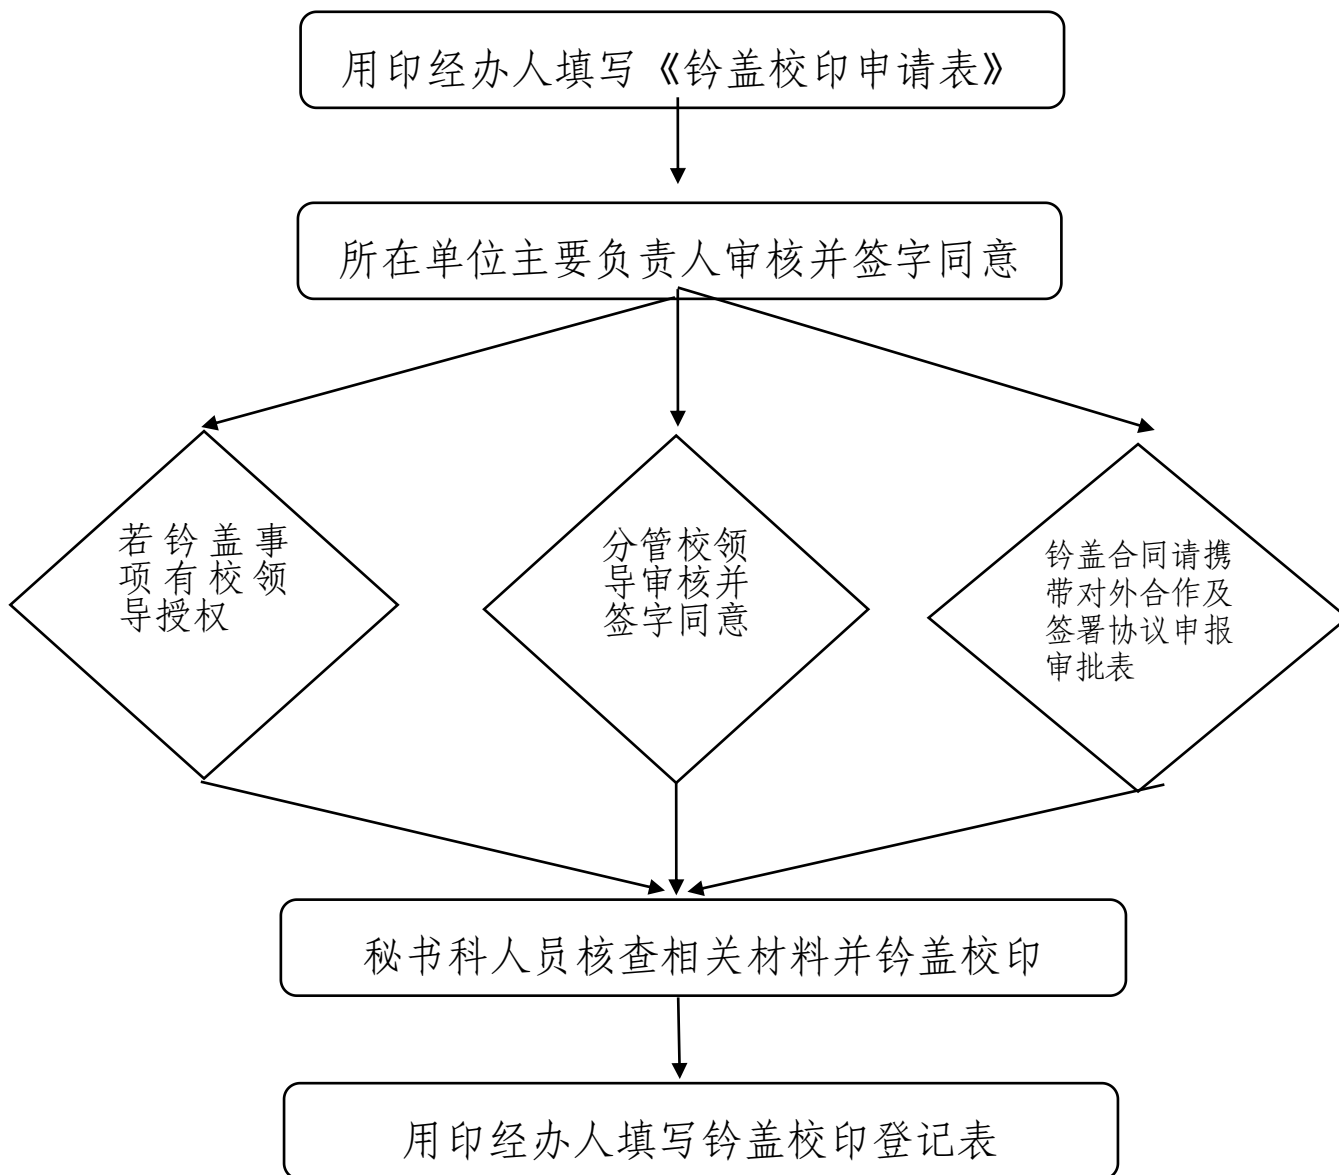 用印经办人填写《钤盖校印申请表》
所在单位主要负责人审核并签字同意
若钤盖事
项有校领
导授权
分管校领
导审核并
签字同意
钤盖合同请携
带对外合作及
签署协议申报
审批表
秘书科人员核查相关材料并钤盖校印
用印经办人填写钤盖校印登记表